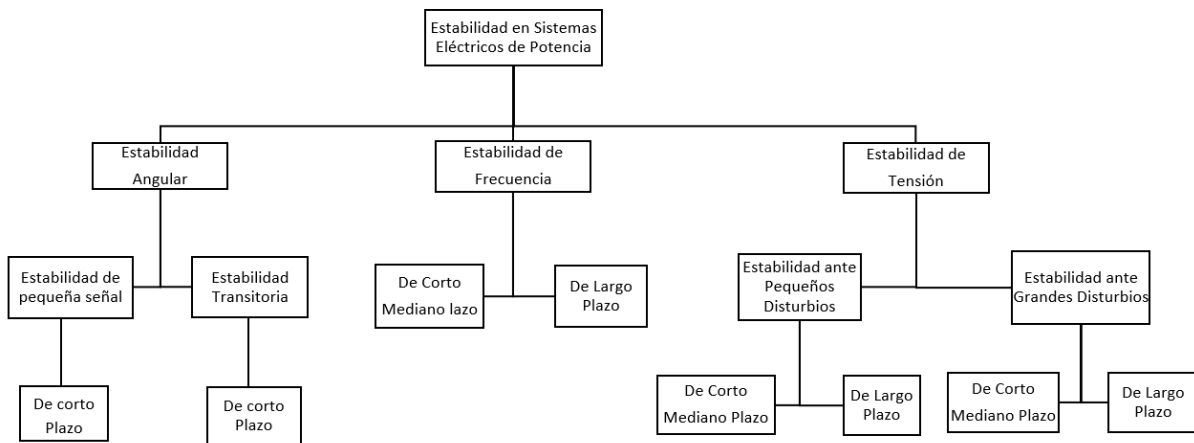 Estabilidad en Sistemas
Eléctricos de Potencia
Estabilidad
Angular
Estabilidad de
Frecuencia
Estabilidad de
Tensión
Estabilidad de
pequeña señal
Estabilidad
Transitoria
De Corto
Mediano lazo
De Largo
Plazo
Estabilidad ante
Pequeños
Disturbios
Estabilidad ante
Grandes Disturbios
De corto
Plazo
De corto
Plazo
De Corto
Mediano Plazo
De Largo
Plazo
De Corto
Mediano Plazo
De Largo
Plazo